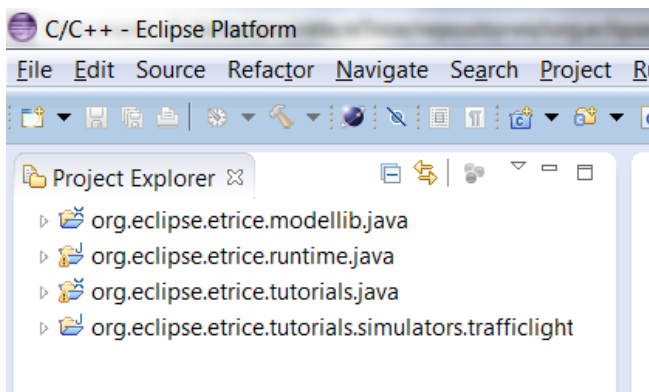 C/C++ - Eclipse Platform
File Edit Source Refactor Navigate Search Project
Project Explorer
org.eclipse.etrice.modellib.java
org.eclipse.etrice.runtime.java
org.eclipse.etrice.tutorials.java
org.eclipse.etrice.tutorials.simulators.trafficlight